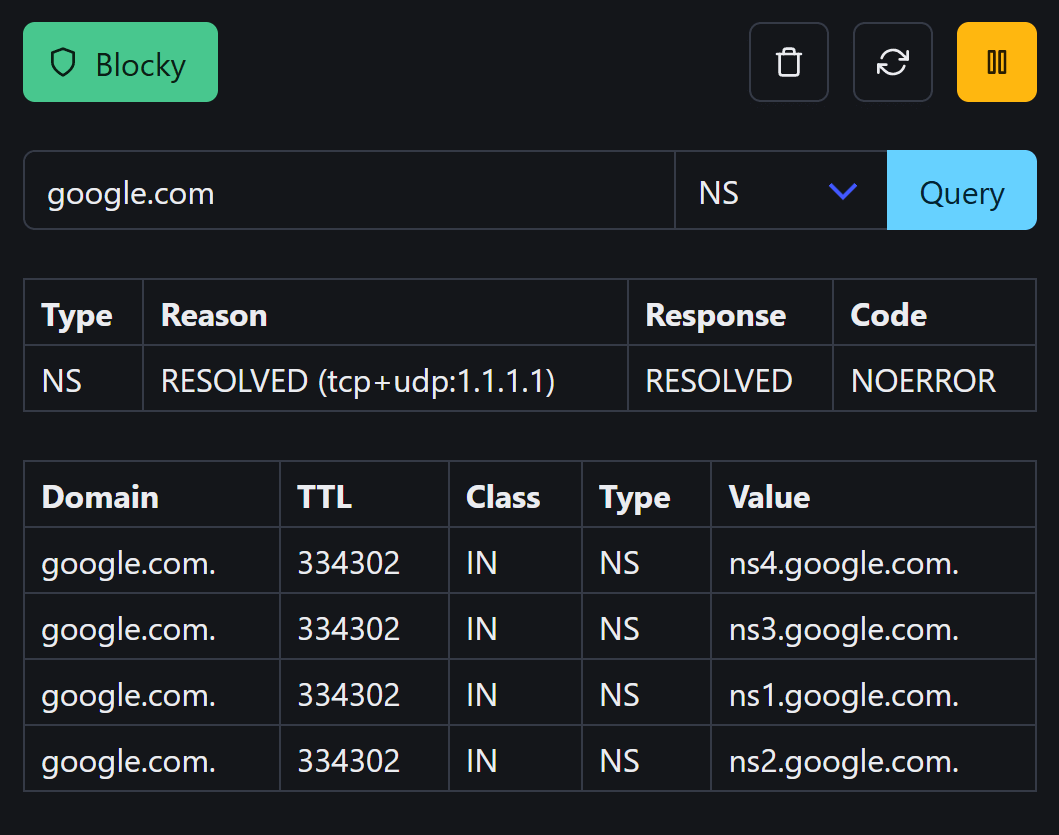 Blocky
google.com NS Query
Type Reason Response Code
NS RESOLVED (tcp+udp:1.1.1.1) RESOLVED NOERROR
Domain TTL Class Type Value
google.com. 334302 IN NS ns4.google.com.
google.com. 334302 IN NS ns3.google.com.
google.com. 334302 IN NS ns1.google.com.
google.com. 334302 IN NS ns2.google.com.